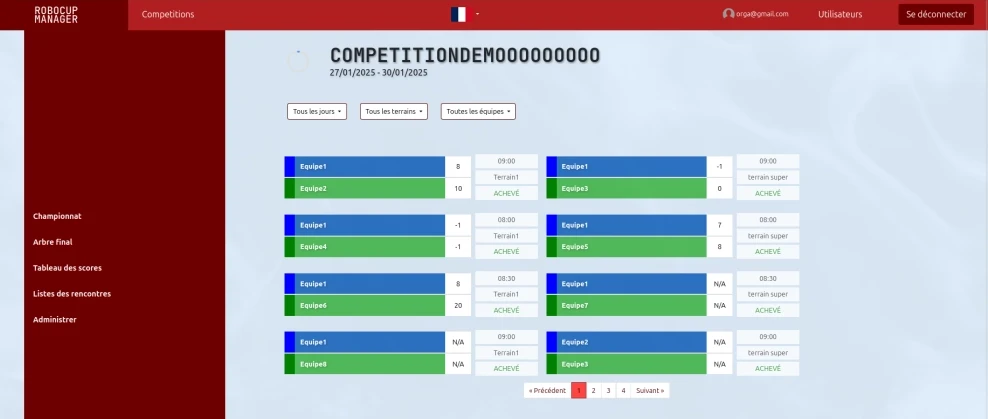 ROBOCUP
MANAGER
Competitions
orga@gmail.com
Utilisateurs
Se déconnecter
COMPETITIONDEMOOOOOOOOO
27/01/2025 - 30/01/2025
Tous les jours
Tous les terrains
Toutes les équipes
Championnat
Arbre final
Tableau des scores
Listes des rencontres
Administrer
Equipe1 8 09:00
Terrain1
Equipe2 10 ACHEVÉ
Equipe1 -1 09:00
terrain super
Equipe3 0 ACHEVÉ
Equipe1 -1 08:00
Terrain1
Equipe4 -1 ACHEVÉ
Equipe1 7 08:00
terrain super
Equipe5 8 ACHEVÉ
Equipe1 8 08:30
Terrain1
Equipe6 20 ACHEVÉ
Equipe1 N/A 08:30
terrain super
Equipe7 N/A ACHEVÉ
Equipe1 N/A 09:00
Terrain1
Equipe8 N/A ACHEVÉ
Equipe2 N/A 09:00
terrain super
Equipe3 N/A ACHEVÉ
« Précédent 1 2 3 4 Suivant »